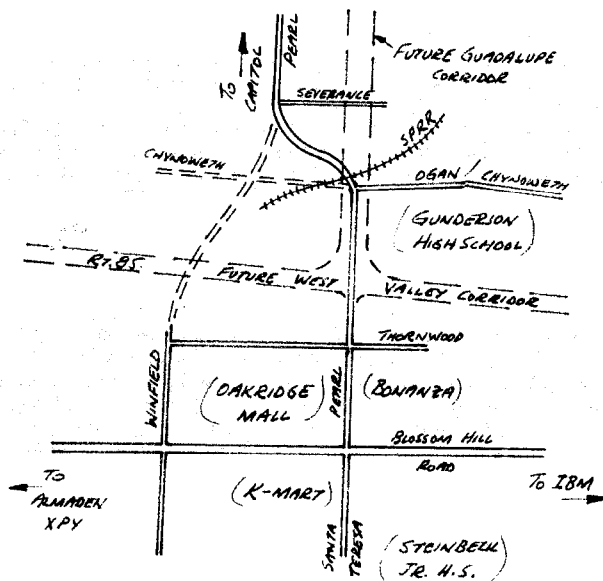 PEARL
TO
CAPITOL
FUTURE GUADALUPE
CORRIDOR
SEVERANCE
SPRR
CHYNOWETH
OGAN / CHYNOWETH
(GUNDERSON
HIGH SCHOOL)
RT. 85
FUTURE WEST
VALLEY CORRIDOR
THORNWOOD
WINFIELD
(OAKRIDGE
MALL)
PEARL
(BONANZA)
BLOSSOM HILL
ROAD
TO
ALMADEN
XPY
(K-MART)
TO IBM
SANTA
TERESA
(STEINBECK
JR. H.S.)